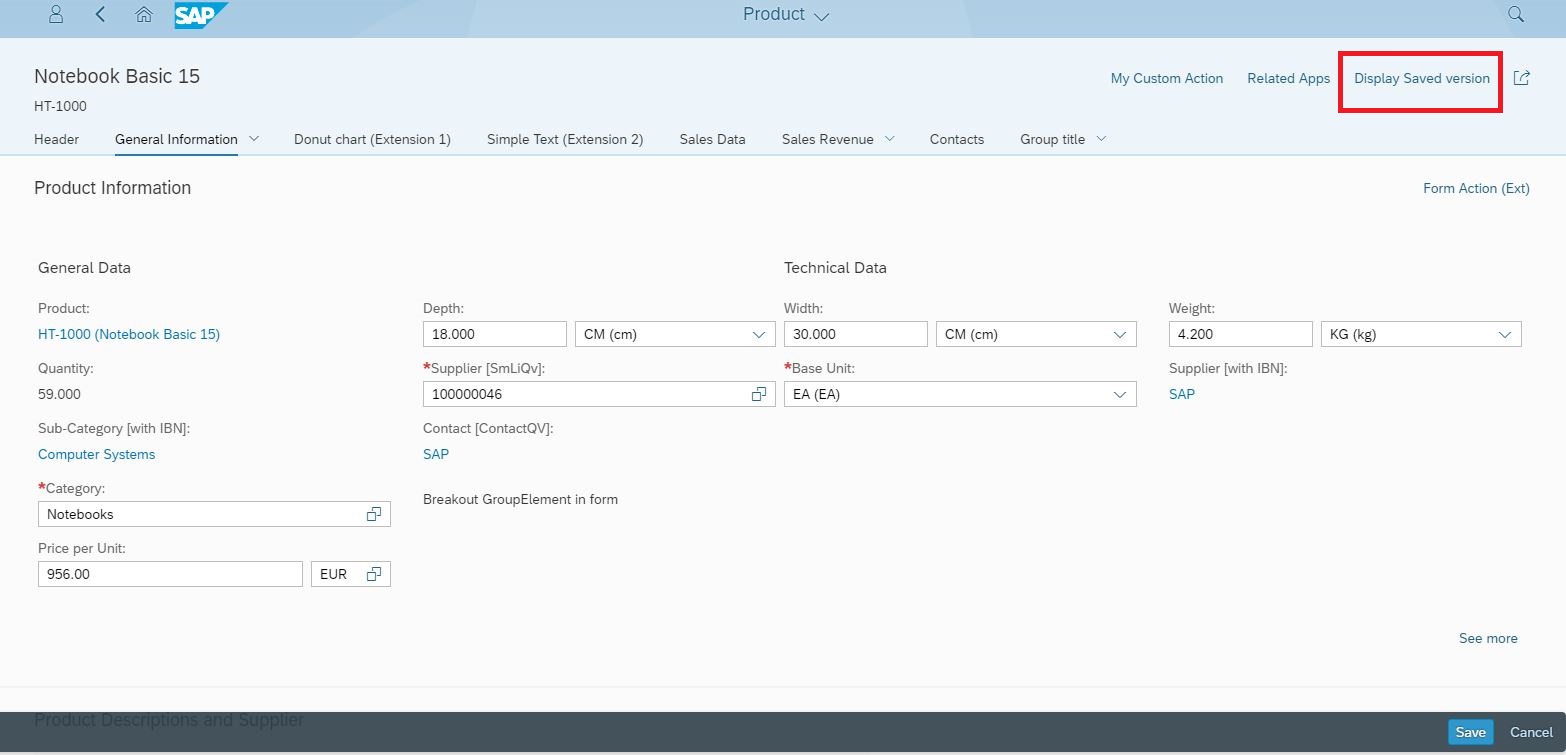 SAP
Product
Notebook Basic 15
My Custom Action Related Apps Display Saved version
HT-1000
Header General Information Donut chart (Extension 1) Simple Text (Extension 2) Sales Data Sales Revenue Contacts Group title
Product Information
Form Action (Ext)
General Data
Technical Data
Product:
HT-1000 (Notebook Basic 15)
Quantity:
59.000
Sub-Category [with IBN]:
Computer Systems
*Category:
Notebooks
Price per Unit:
956.00 EUR
Depth:
18.000 CM (cm)
*Supplier [SmLiQv]:
100000046
Contact [ContactQV]:
SAP
Breakout GroupElement in form
Width:
30.000 CM (cm)
*Base Unit:
EA (EA)
Weight:
4.200 KG (kg)
Supplier [with IBN]:
SAP
See more
Product Descriptions and Supplier
Save Cancel